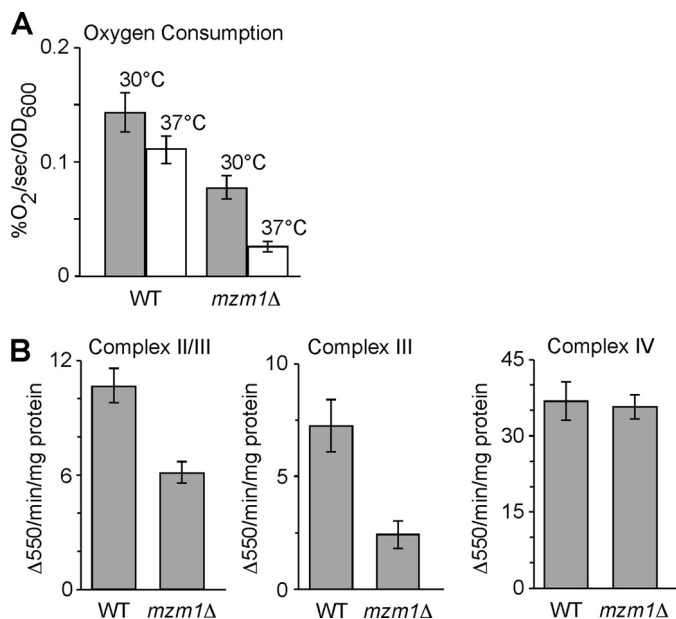 A
Oxygen Consumption
%O2/sec/OD600
0.2
0.1
0
30°C
37°C
30°C
37°C
WT
mzm1Δ
B
Complex II/III
Δ550/min/mg protein
12
6
0
WT
mzm1Δ
Complex III
Δ550/min/mg protein
10
5
0
WT
mzm1Δ
Complex IV
Δ550/min/mg protein
45
30
15
0
WT
mzm1Δ